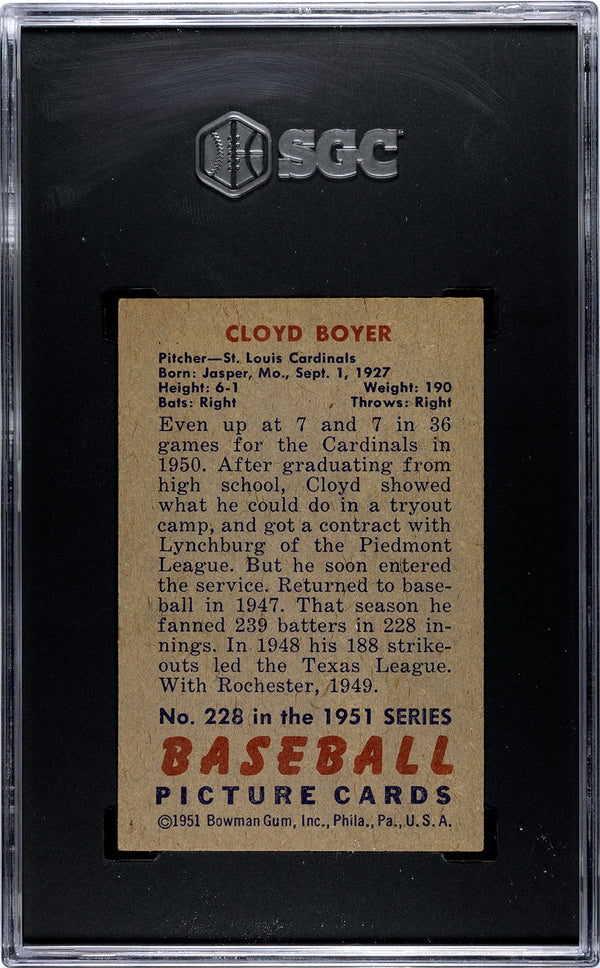 SGC
CLOYD BOYER
Pitcher—St. Louis Cardinals
Born: Jasper, Mo., Sept. 1, 1927
Height: 6-1 Weight: 190
Bats: Right Throws: Right
Even up at 7 and 7 in 36
games for the Cardinals in
1950. After graduating from
high school, Cloyd showed
what he could do in a tryout
camp, and got a contract with
Lynchburg of the Piedmont
League. But he soon entered
the service. Returned to base-
ball in 1947. That season he
fanned 239 batters in 228 in-
nings. In 1948 his 188 strike-
outs led the Texas League.
With Rochester, 1949.
No. 228 in the 1951 SERIES
BASEBALL
PICTURE CARDS
©1951 Bowman Gum, Inc., Phila., Pa., U.S.A.